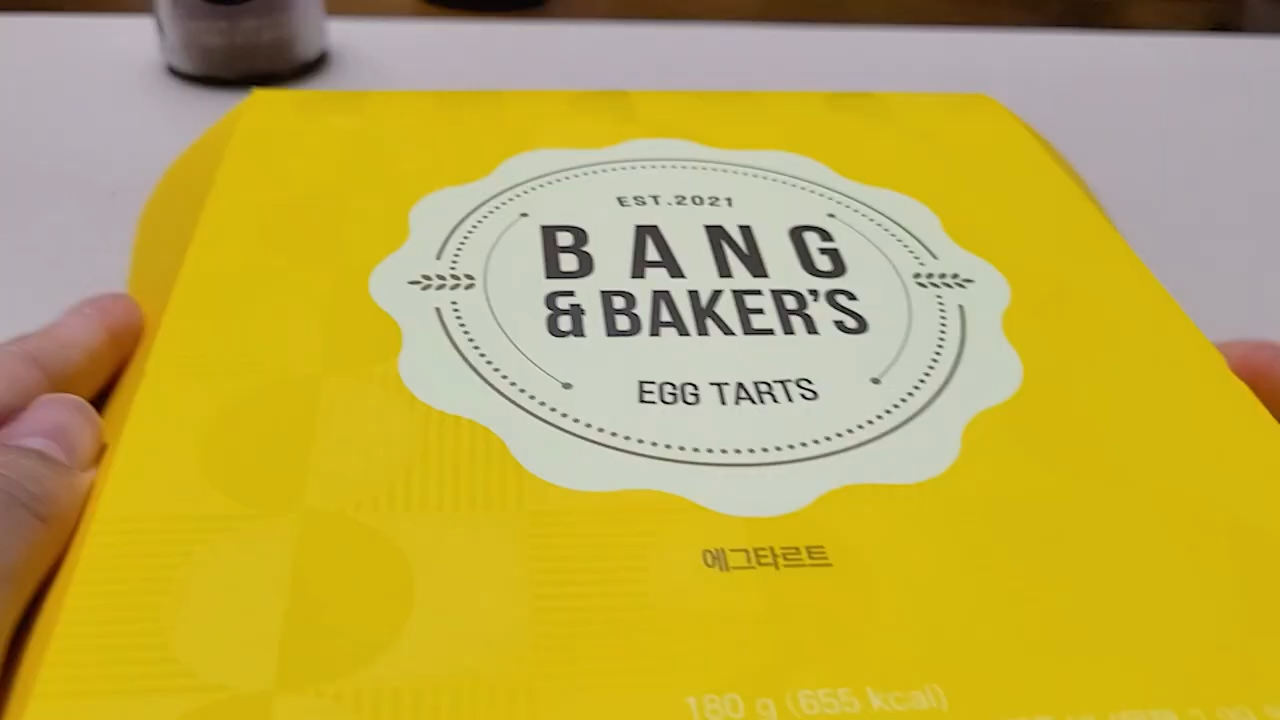 EST.2021
BANG
&BAKER'S
EGG TARTS
에그타르트
180 g (655 kcal)